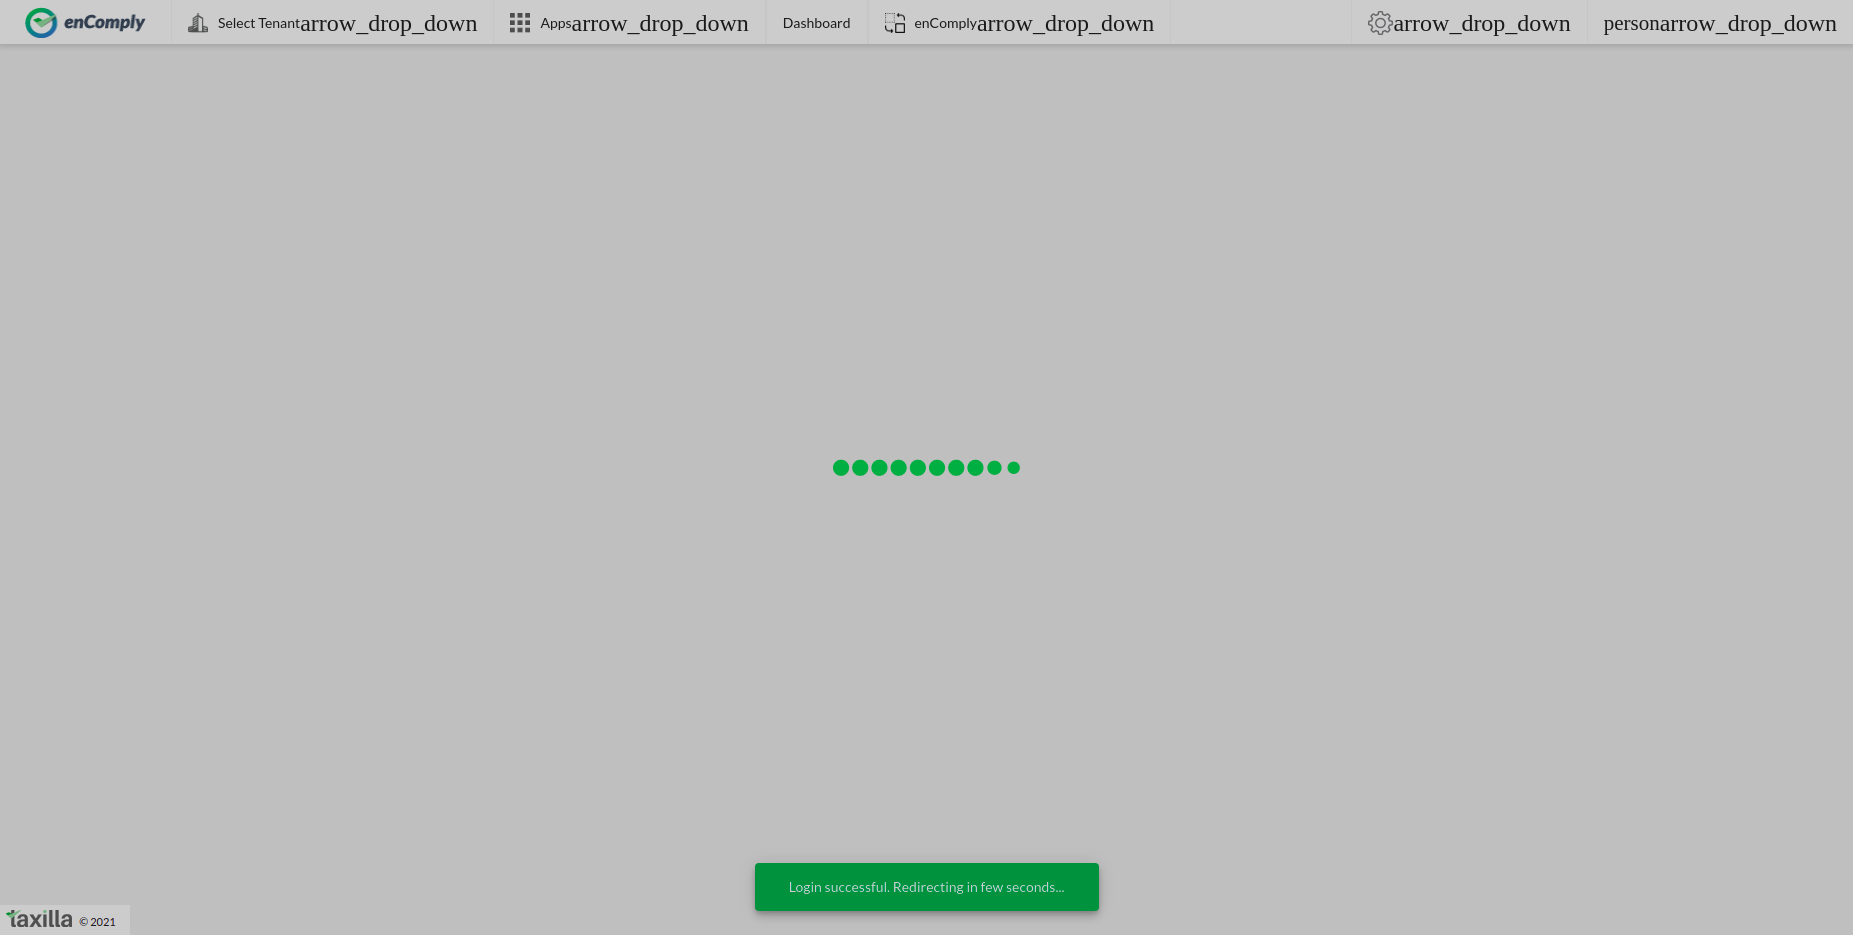 enComply Select Tenantarrow_drop_down Appsarrow_drop_down Dashboard enComplyarrow_drop_down arrow_drop_down personarrow_drop_down
Login successful. Redirecting in few seconds...
taxilla © 2021